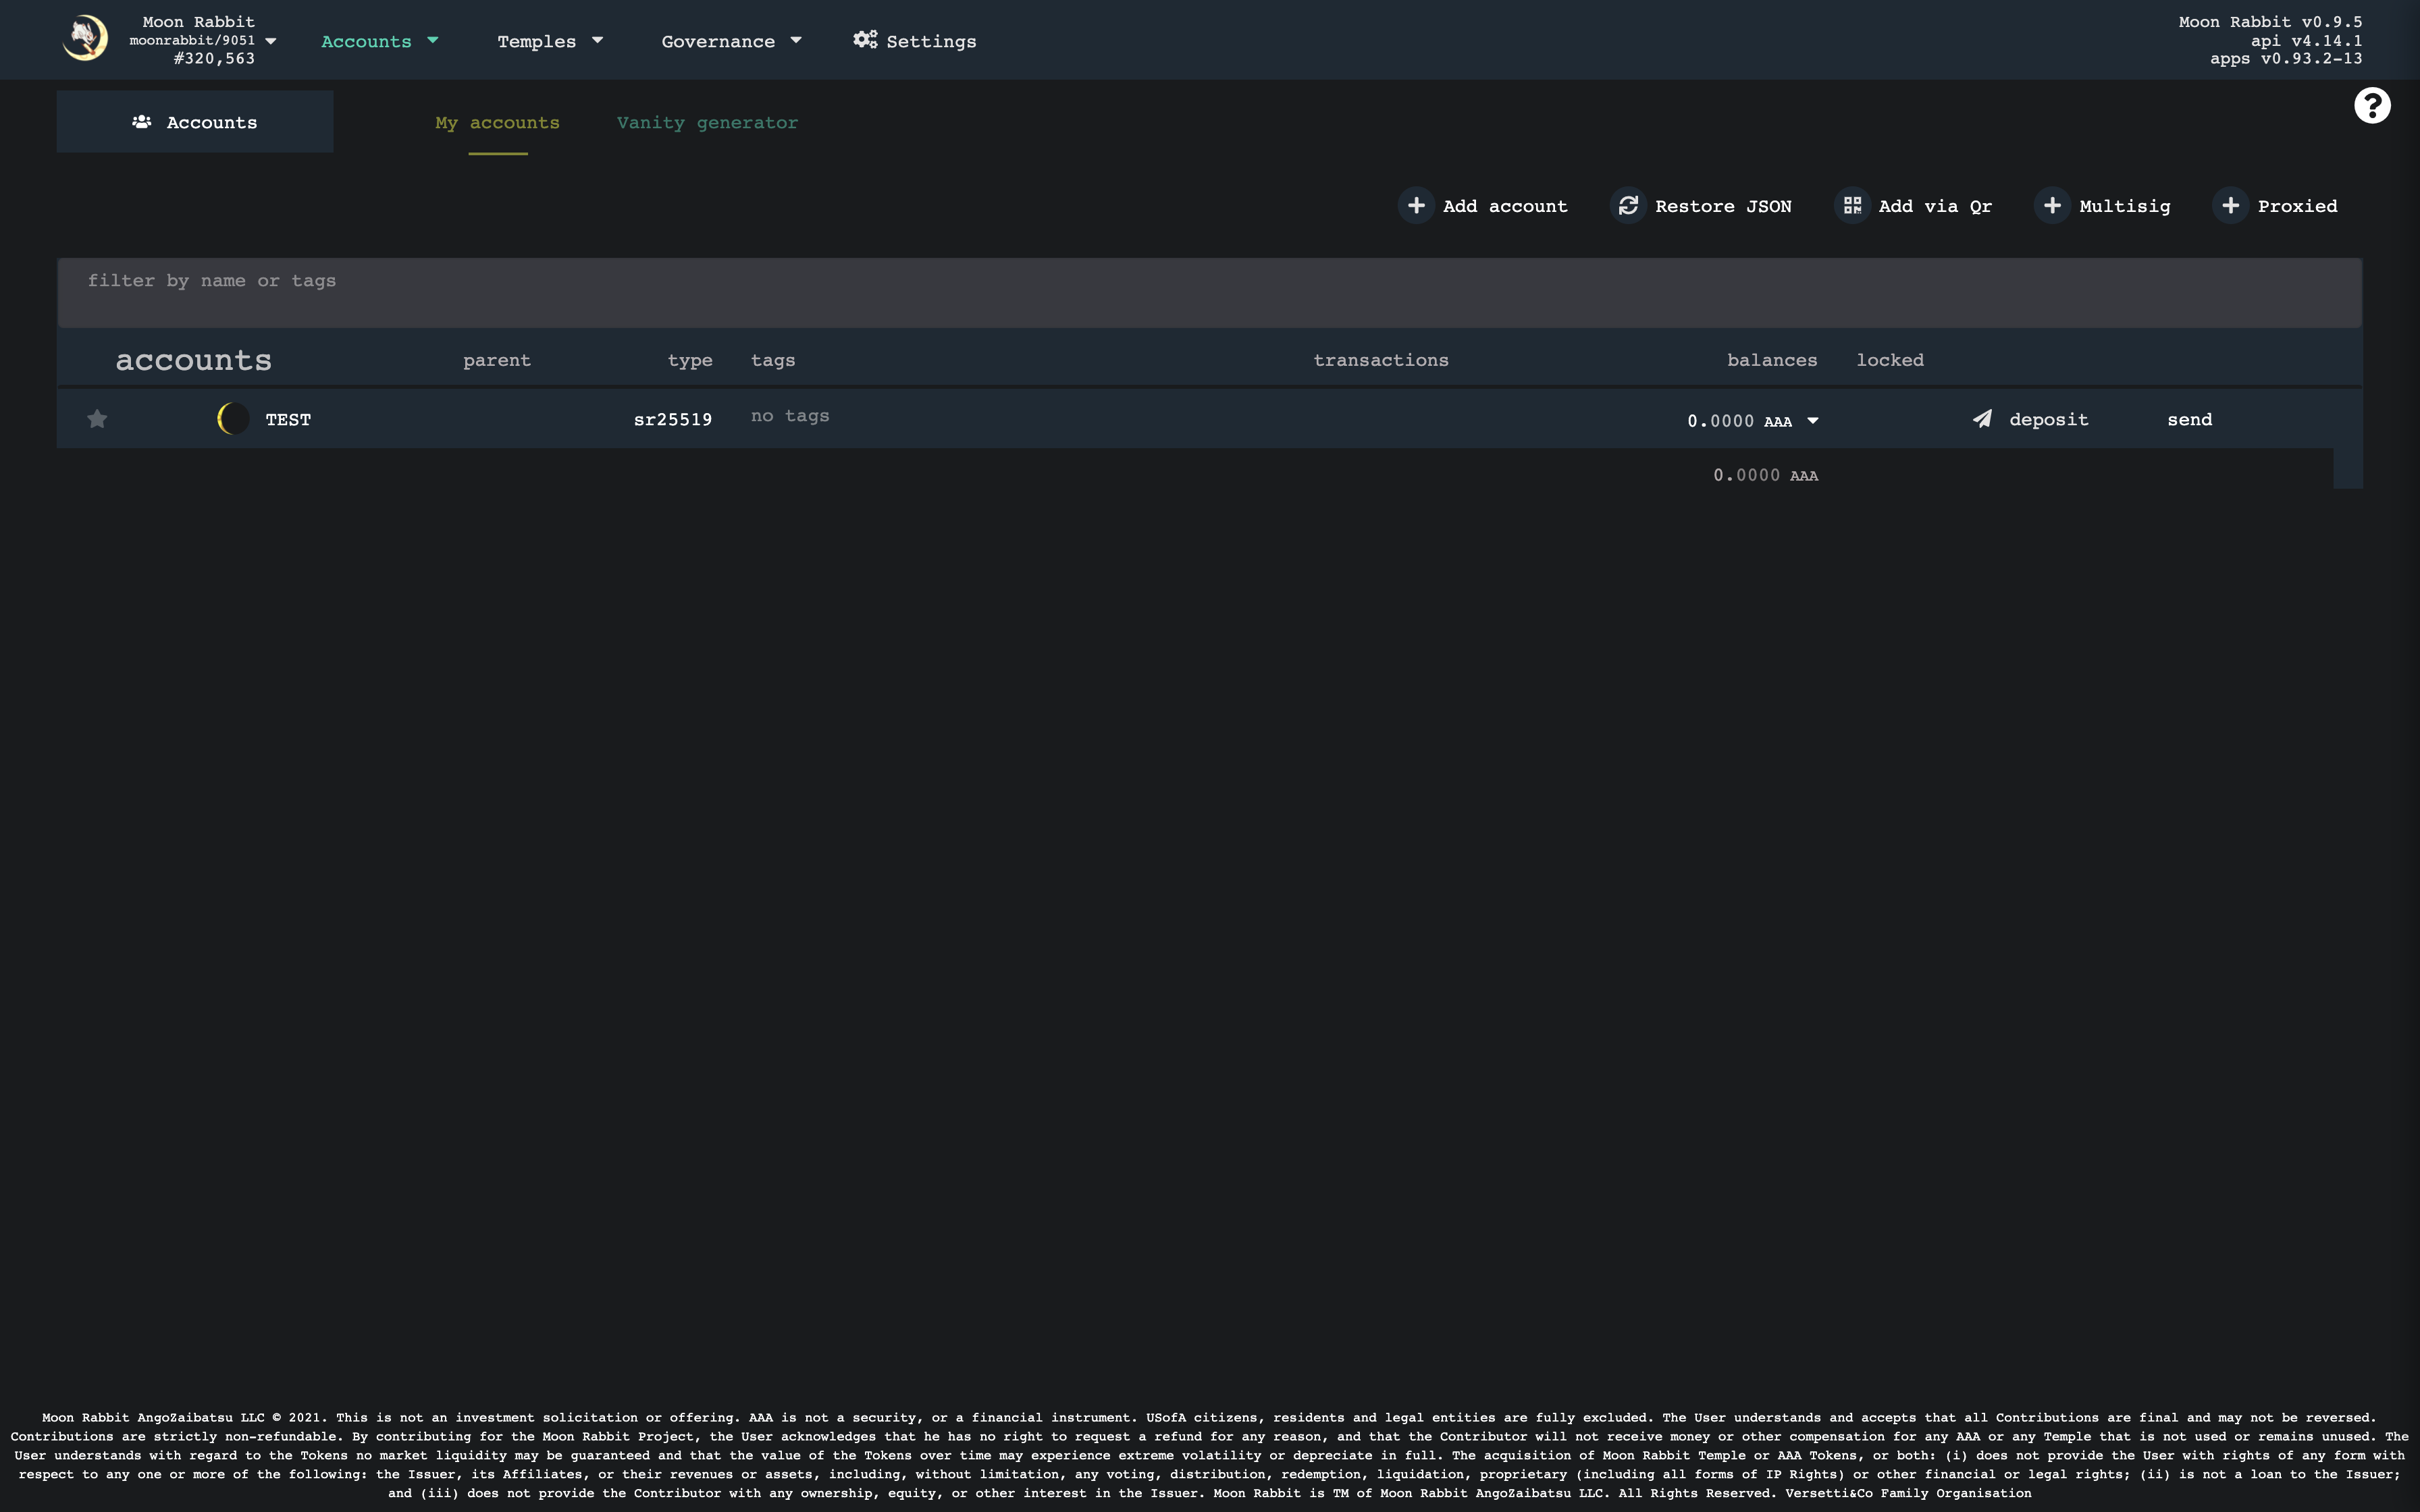 Moon Rabbit
moonrabbit/9051
#320,563
Accounts
Temples
Governance
Settings
Moon Rabbit v0.9.5
api v4.14.1
apps v0.93.2-13
Accounts
My accounts
Vanity generator
?
Add account
Restore JSON
Add via Qr
Multisig
Proxied
filter by name or tags
accounts parent type tags transactions balances locked
TEST sr25519 no tags 0.0000 AAA deposit send
0.0000 AAA
Moon Rabbit AngoZaibatsu LLC © 2021. This is not an investment solicitation or offering. AAA is not a security, or a financial instrument. USofA citizens, residents and legal entities are fully excluded. The User understands and accepts that all Contributions are final and may not be reversed.
Contributions are strictly non-refundable. By contributing for the Moon Rabbit Project, the User acknowledges that he has no right to request a refund for any reason, and that the Contributor will not receive money or other compensation for any AAA or any Temple that is not used or remains unused. The
User understands with regard to the Tokens no market liquidity may be guaranteed and that the value of the Tokens over time may experience extreme volatility or depreciate in full. The acquisition of Moon Rabbit Temple or AAA Tokens, or both: (i) does not provide the User with rights of any form with
respect to any one or more of the following: the Issuer, its Affiliates, or their revenues or assets, including, without limitation, any voting, distribution, redemption, liquidation, proprietary (including all forms of IP Rights) or other financial or legal rights; (ii) is not a loan to the Issuer;
and (iii) does not provide the Contributor with any ownership, equity, or other interest in the Issuer. Moon Rabbit is TM of Moon Rabbit AngoZaibatsu LLC. All Rights Reserved. Versetti&Co Family Organisation